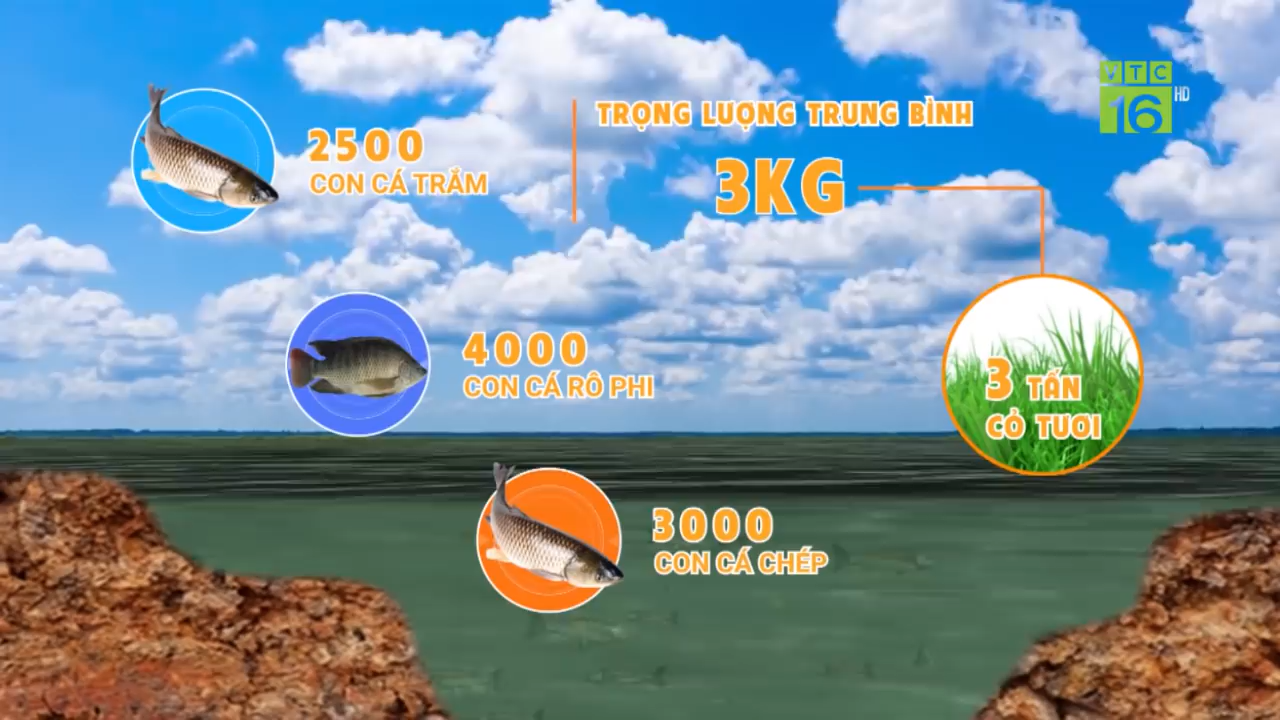 VTC
16 HD
2500
CON CÁ TRẮM
TRỌNG LƯỢNG TRUNG BÌNH
3KG
4000
CON CÁ RÔ PHI
3 TẤN
CỎ TƯƠI
3000
CON CÁ CHÉP